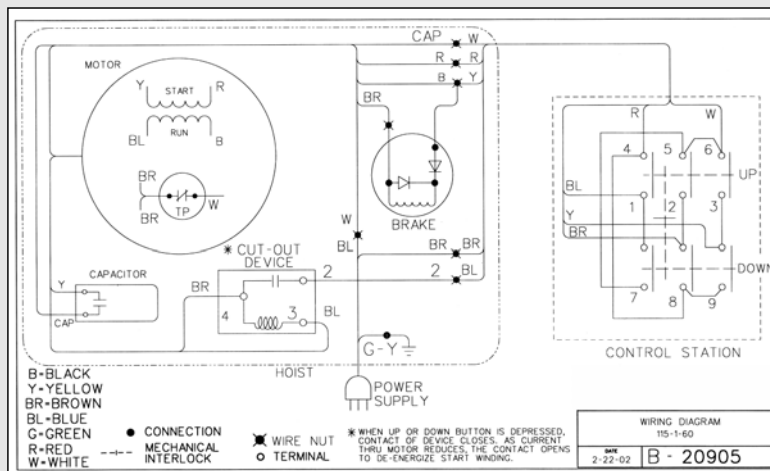 CAP W
R R
B Y
MOTOR
Y START R
RUN
BL B
BR
BR
TP
W
BR
BRAKE
W
BL
BR BR
2 BL
* CUT-OUT
DEVICE
2
BR
4
3
BL
CAPACITOR
Y
CAP
G-Y
HOIST
POWER
SUPPLY
R W
4 5 6
UP
BL
1 2 3
Y
BR
DOWN
7 8 9
CONTROL STATION
B-BLACK
Y-YELLOW
BR-BROWN
BL-BLUE
G-GREEN
R-RED
W-WHITE
CONNECTION
MECHANICAL
INTERLOCK
WIRE NUT
TERMINAL
* WHEN UP OR DOWN BUTTON IS DEPRESSED,
CONTACT OF DEVICE CLOSES. AS CURRENT
THRU MOTOR REDUCES, THE CONTACT OPENS
TO DE-ENERGIZE START WINDING.
WIRING DIAGRAM
115-1-60
DATE
2-22-02
B - 20905